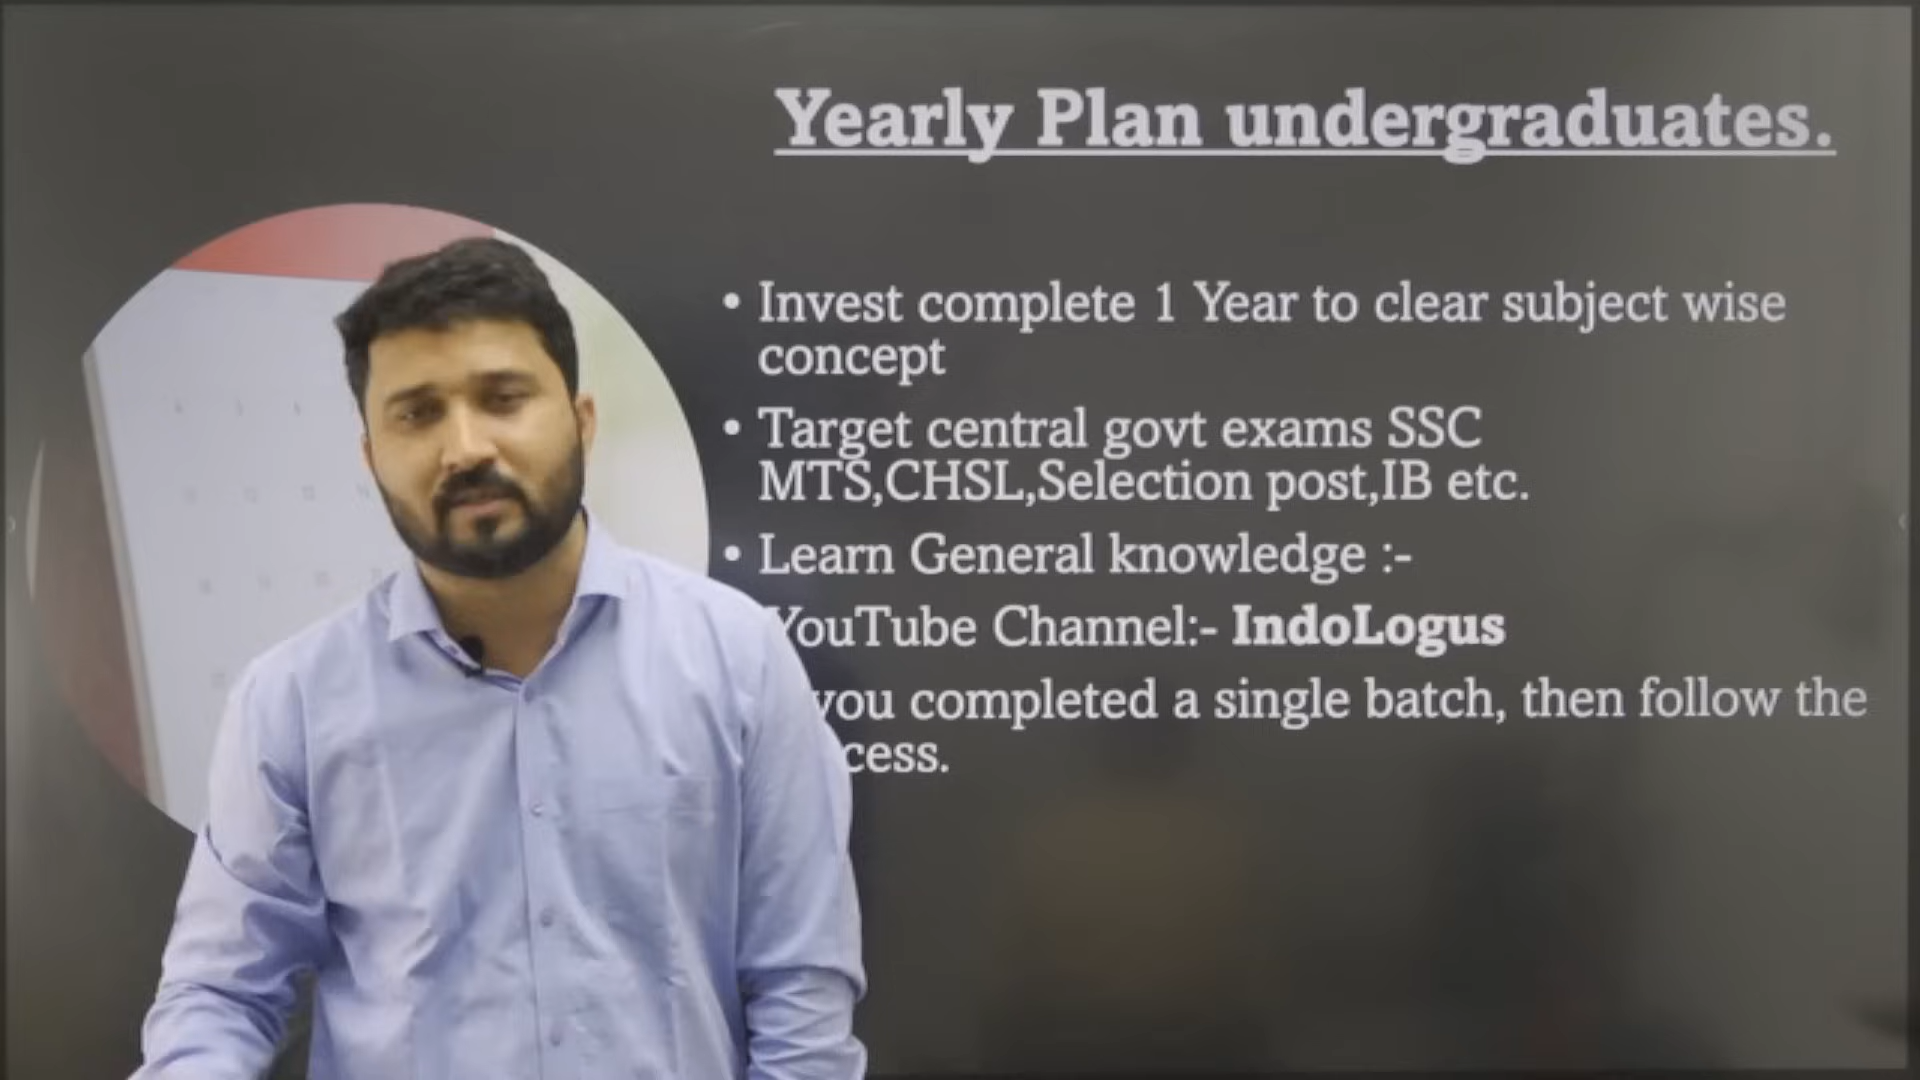 Yearly Plan undergraduates.
• Invest complete 1 Year to clear subject wise
concept
• Target central govt exams SSC
MTS,CHSL,Selection post,IB etc.
• Learn General knowledge :-
YouTube Channel:- IndoLogus
you completed a single batch, then follow the